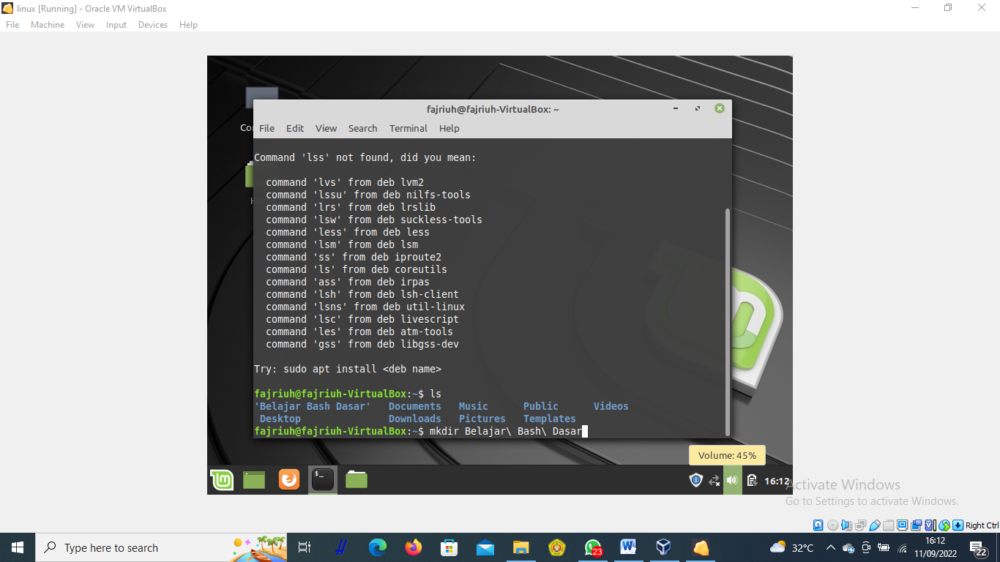 linux [Running] - Oracle VM VirtualBox
File Machine View Input Devices Help
fajriuh@fajriuh-VirtualBox: ~
File Edit View Search Terminal Help
Command 'lss' not found, did you mean:
command 'lvs' from deb lvm2
command 'lssu' from deb nilfs-tools
command 'lrs' from deb lrslib
command 'lsw' from deb suckless-tools
command 'less' from deb less
command 'lsm' from deb lsm
command 'ss' from deb iproute2
command 'ls' from deb coreutils
command 'ass' from deb irpas
command 'lsh' from deb lsh-client
command 'lsns' from deb util-linux
command 'lsc' from deb livescript
command 'les' from deb atm-tools
command 'gss' from deb libgss-dev
Try: sudo apt install <deb name>
fajriuh@fajriuh-VirtualBox:~$ ls
'Belajar Bash Dasar' Documents Music Public Videos
Desktop Downloads Pictures Templates
fajriuh@fajriuh-VirtualBox:~$ mkdir Belajar\ Bash\ Dasar
Volume: 45%
16:12
Activate Windows
Go to Settings to activate Windows.
Right Ctrl
Type here to search
23
32°C
16:12
11/09/2022
22